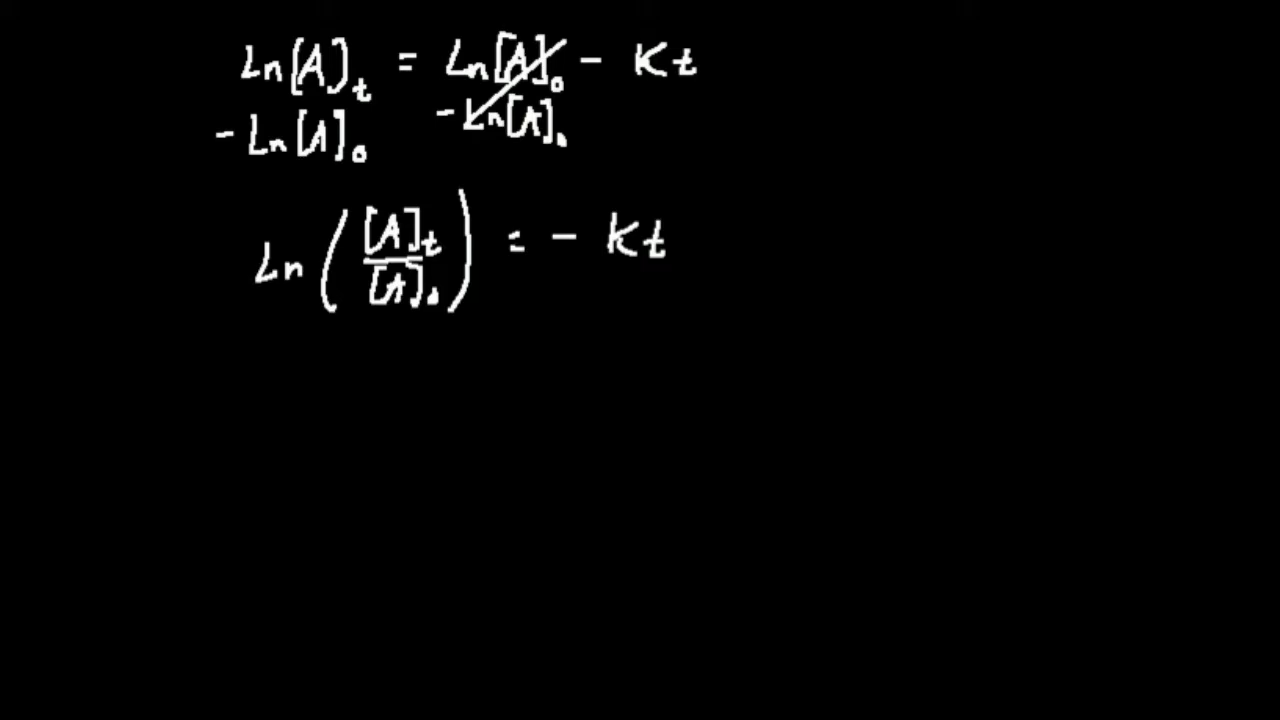 Ln[A]t = Ln[A]0 - Kt
-Ln[A]0 -Ln[A]0
Ln([A]t/[A]0) = - Kt